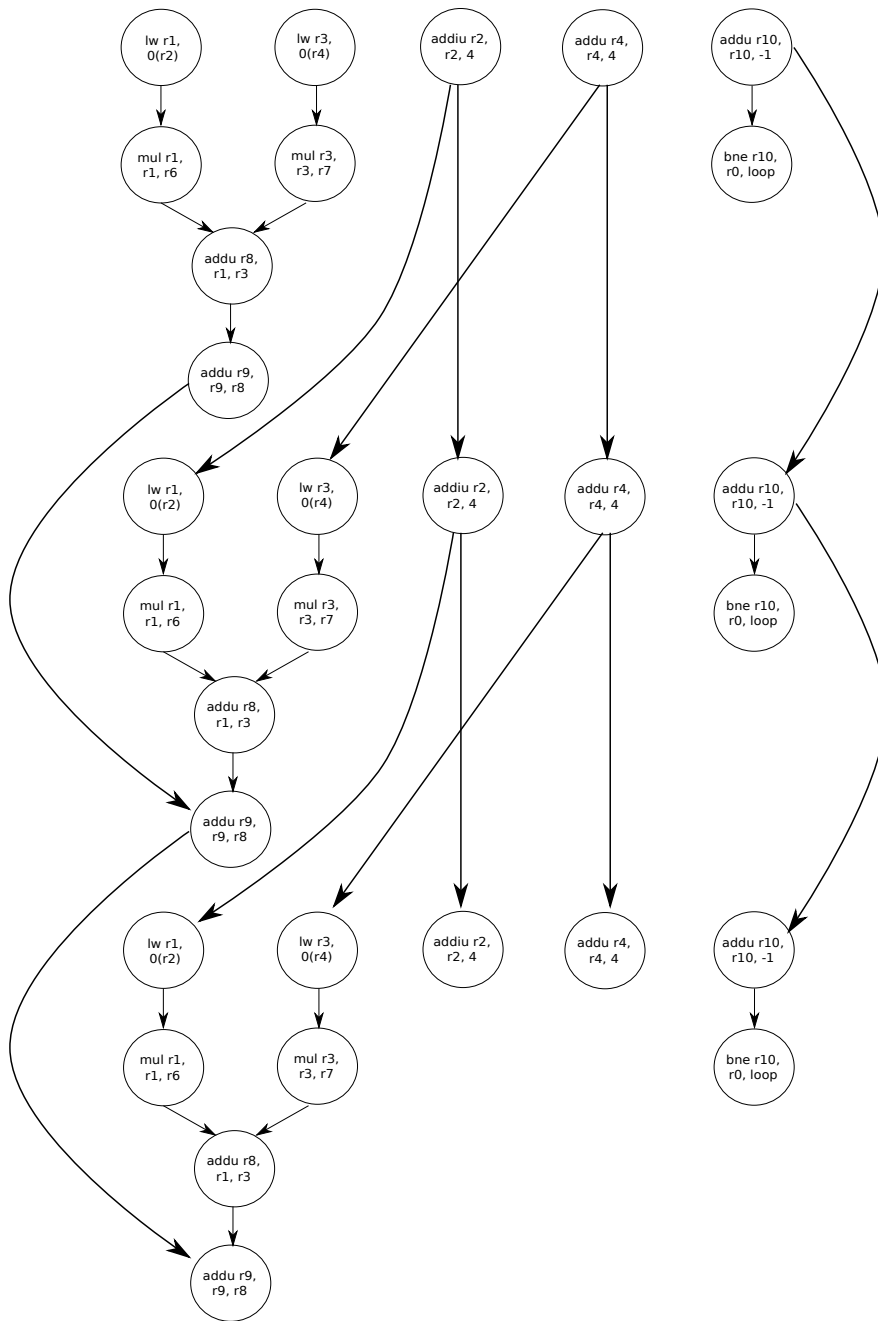 lw r1,
0(r2)
lw r3,
0(r4)
addiu r2,
r2, 4
addu r4,
r4, 4
addu r10,
r10, -1
mul r1,
r1, r6
mul r3,
r3, r7
bne r10,
r0, loop
addu r8,
r1, r3
addu r9,
r9, r8
lw r1,
0(r2)
lw r3,
0(r4)
addiu r2,
r2, 4
addu r4,
r4, 4
addu r10,
r10, -1
mul r1,
r1, r6
mul r3,
r3, r7
bne r10,
r0, loop
addu r8,
r1, r3
addu r9,
r9, r8
lw r1,
0(r2)
lw r3,
0(r4)
addiu r2,
r2, 4
addu r4,
r4, 4
addu r10,
r10, -1
mul r1,
r1, r6
mul r3,
r3, r7
bne r10,
r0, loop
addu r8,
r1, r3
addu r9,
r9, r8